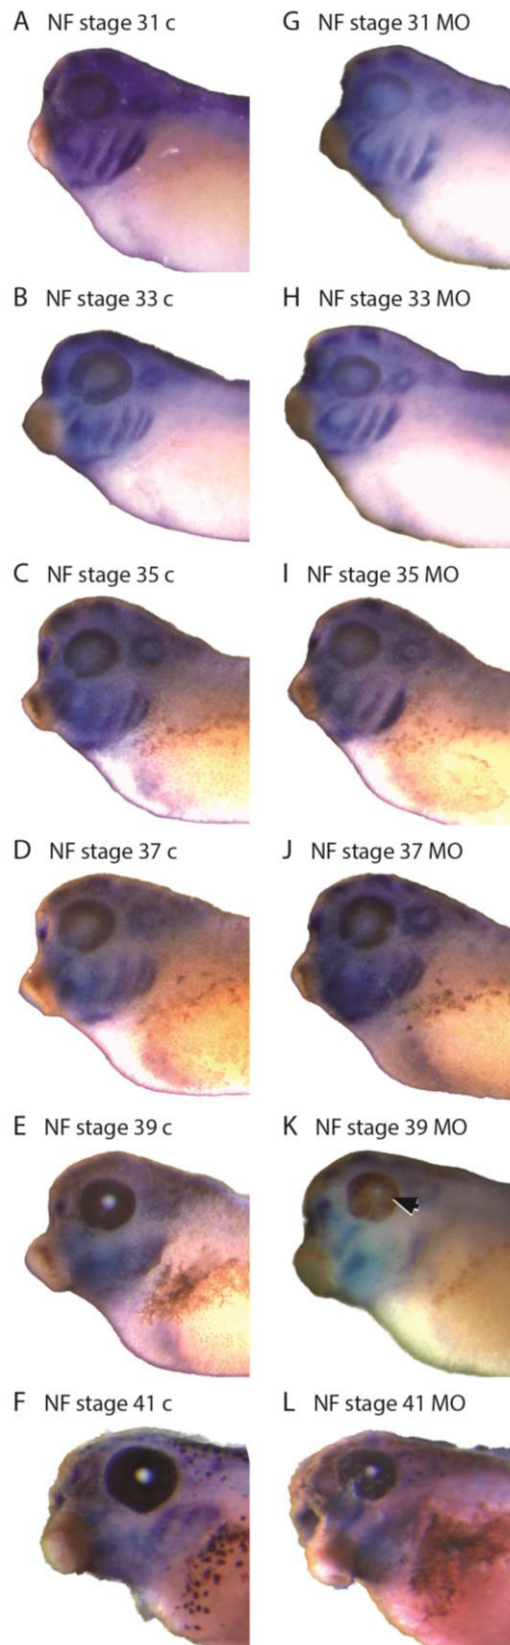 A NF stage 31 c
G NF stage 31 MO
B NF stage 33 c
H NF stage 33 MO
C NF stage 35 c
I NF stage 35 MO
D NF stage 37 c
J NF stage 37 MO
E NF stage 39 c
K NF stage 39 MO
F NF stage 41 c
L NF stage 41 MO